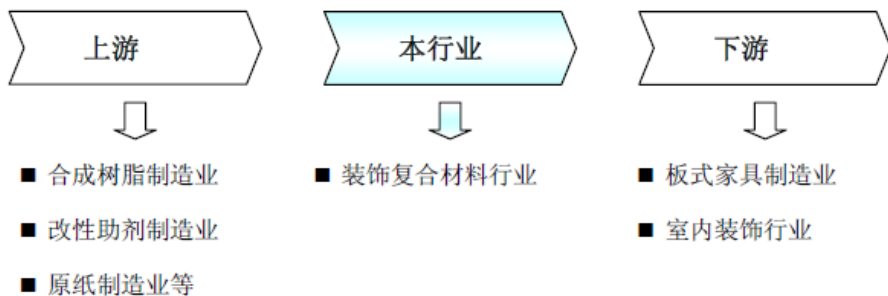 上游
本行业
下游
■ 合成树脂制造业
■ 改性助剂制造业
■ 原纸制造业等
■ 装饰复合材料行业
■ 板式家具制造业
■ 室内装饰行业